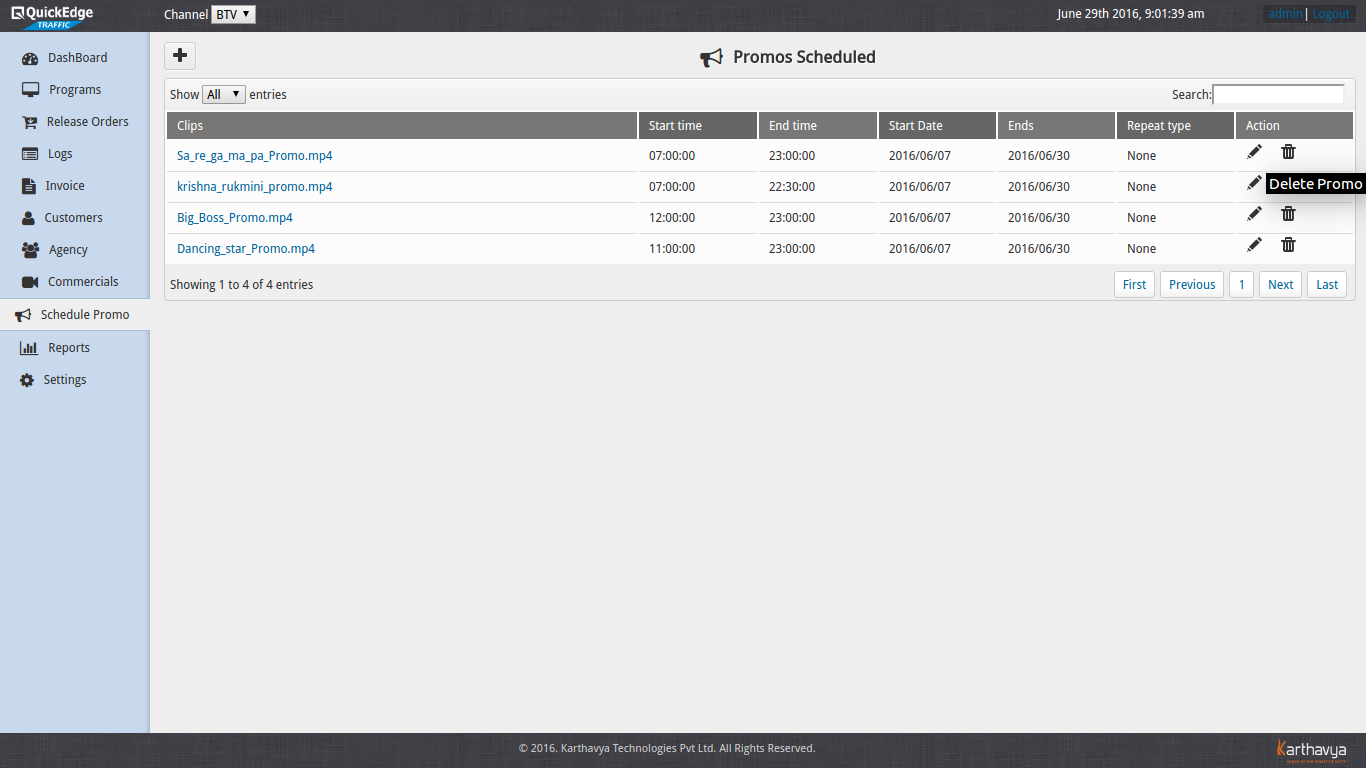 QuickEdge
TRAFFIC
Channel BTV
June 29th 2016, 9:01:39 am
admin | Logout
DashBoard
Programs
Release Orders
Logs
Invoice
Customers
Agency
Commercials
Schedule Promo
Reports
Settings
Promos Scheduled
Show All entries
Search:
Clips Start time End time Start Date Ends Repeat type Action
Sa_re_ga_ma_pa_Promo.mp4 07:00:00 23:00:00 2016/06/07 2016/06/30 None
krishna_rukmini_promo.mp4 07:00:00 22:30:00 2016/06/07 2016/06/30 None
Delete Promo
Big_Boss_Promo.mp4 12:00:00 23:00:00 2016/06/07 2016/06/30 None
Dancing_star_Promo.mp4 11:00:00 23:00:00 2016/06/07 2016/06/30 None
Showing 1 to 4 of 4 entries
First Previous 1 Next Last
© 2016. Karthavya Technologies Pvt Ltd. All Rights Reserved.
Karthavya